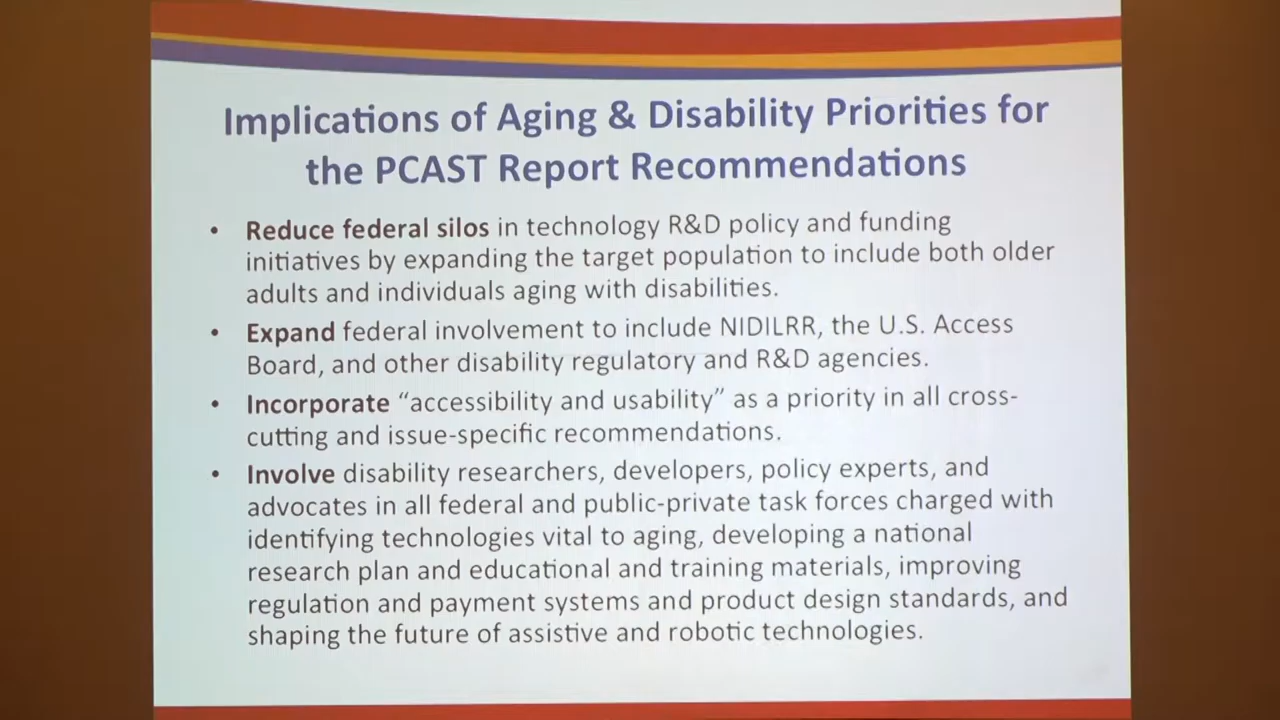 Implications of Aging & Disability Priorities for
the PCAST Report Recommendations
• Reduce federal silos in technology R&D policy and funding
initiatives by expanding the target population to include both older
adults and individuals aging with disabilities.
• Expand federal involvement to include NIDILRR, the U.S. Access
Board, and other disability regulatory and R&D agencies.
• Incorporate “accessibility and usability” as a priority in all cross-
cutting and issue-specific recommendations.
• Involve disability researchers, developers, policy experts, and
advocates in all federal and public-private task forces charged with
identifying technologies vital to aging, developing a national
research plan and educational and training materials, improving
regulation and payment systems and product design standards, and
shaping the future of assistive and robotic technologies.